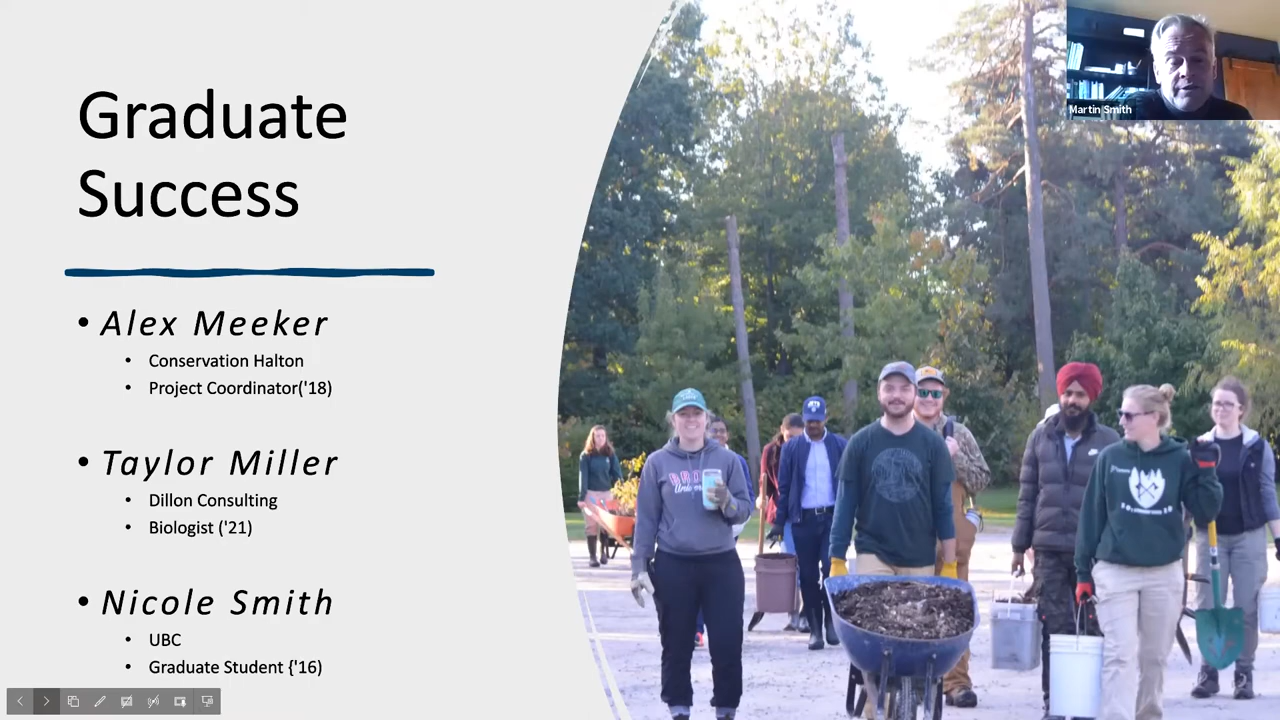 Graduate
Success
• Alex Meeker
• Conservation Halton
• Project Coordinator('18)
• Taylor Miller
• Dillon Consulting
• Biologist ('21)
• Nicole Smith
• UBC
• Graduate Student {'16)
Martin Smith